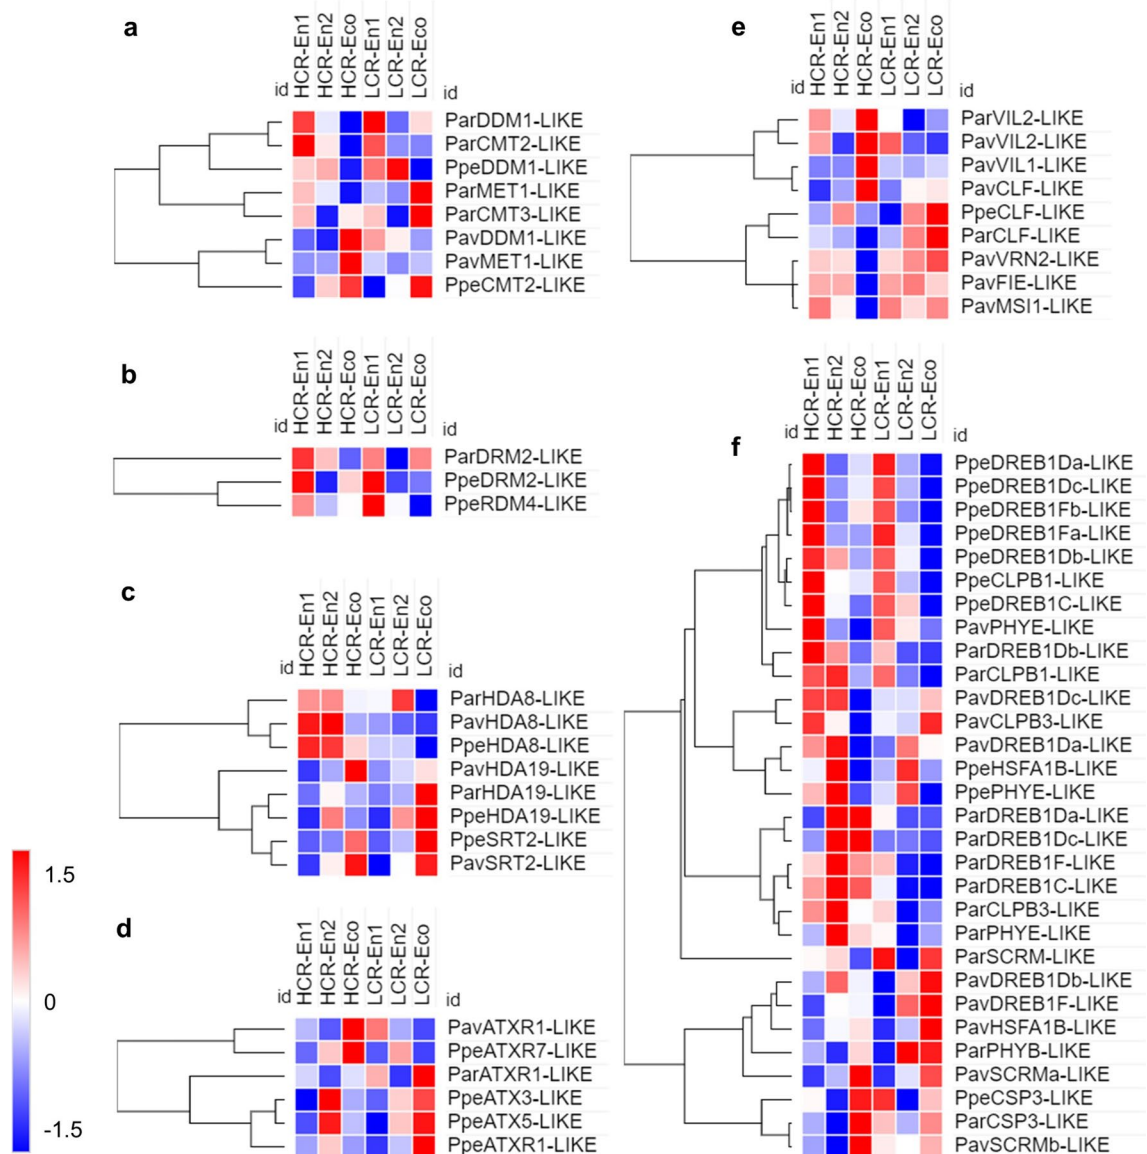 a
HCR-En1 HCR-En2 HCR-Eco LCR-En1 LCR-En2 LCR-Eco
id id
ParDDM1-LIKE
ParCMT2-LIKE
PpeDDM1-LIKE
ParMET1-LIKE
ParCMT3-LIKE
PavDDM1-LIKE
PavMET1-LIKE
PpeCMT2-LIKE
b
HCR-En1 HCR-En2 HCR-Eco LCR-En1 LCR-En2 LCR-Eco
id id
ParDRM2-LIKE
PpeDRM2-LIKE
PpeRDM4-LIKE
c
HCR-En1 HCR-En2 HCR-Eco LCR-En1 LCR-En2 LCR-Eco
id id
ParHDA8-LIKE
PavHDA8-LIKE
PpeHDA8-LIKE
PavHDA19-LIKE
ParHDA19-LIKE
PpeHDA19-LIKE
PpeSRT2-LIKE
PavSRT2-LIKE
1.5
0
-1.5
d
HCR-En1 HCR-En2 HCR-Eco LCR-En1 LCR-En2 LCR-Eco
id id
PavATXR1-LIKE
PpeATXR7-LIKE
ParATXR1-LIKE
PpeATX3-LIKE
PpeATX5-LIKE
PpeATXR1-LIKE
e
HCR-En1 HCR-En2 HCR-Eco LCR-En1 LCR-En2 LCR-Eco
id id
ParVIL2-LIKE
PavVIL2-LIKE
PavVIL1-LIKE
PavCLF-LIKE
PpeCLF-LIKE
ParCLF-LIKE
PavVRN2-LIKE
PavFIE-LIKE
PavMSI1-LIKE
f
HCR-En1 HCR-En2 HCR-Eco LCR-En1 LCR-En2 LCR-Eco
id id
PpeDREB1Da-LIKE
PpeDREB1Dc-LIKE
PpeDREB1Fb-LIKE
PpeDREB1Fa-LIKE
PpeDREB1Db-LIKE
PpeCLPB1-LIKE
PpeDREB1C-LIKE
PavPHYE-LIKE
ParDREB1Db-LIKE
ParCLPB1-LIKE
PavDREB1Dc-LIKE
PavCLPB3-LIKE
PavDREB1Da-LIKE
PpeHSFA1B-LIKE
PpePHYE-LIKE
ParDREB1Da-LIKE
ParDREB1Dc-LIKE
ParDREB1F-LIKE
ParDREB1C-LIKE
ParCLPB3-LIKE
ParPHYE-LIKE
ParSCRM-LIKE
PavDREB1Db-LIKE
PavDREB1F-LIKE
PavHSFA1B-LIKE
ParPHYB-LIKE
PavSCRMa-LIKE
PpeCSP3-LIKE
ParCSP3-LIKE
PavSCRMb-LIKE